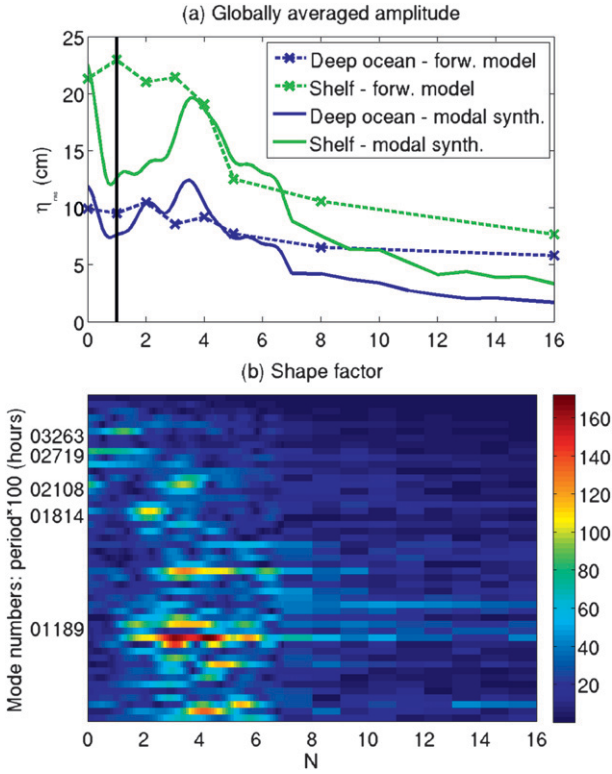 (a) Globally averaged amplitude
25
20
15
10
5
0
η (cm)
Deep ocean - forw. model
Shelf - forw. model
Deep ocean - modal synth.
Shelf - modal synth.
0 2 4 6 8 10 12 14 16
(b) Shape factor
03263
02719
02108
01814
01189
Mode numbers: period*100 (hours)
160
140
120
100
80
60
40
20
0 2 4 6 8 10 12 14 16
N